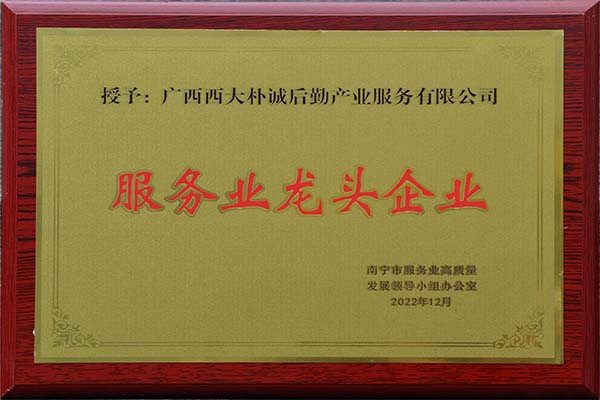 授予：广西西大朴诚后勤产业服务有限公司
服务业龙头企业
南宁市服务业高质量
发展领导小组办公室
2022年12月